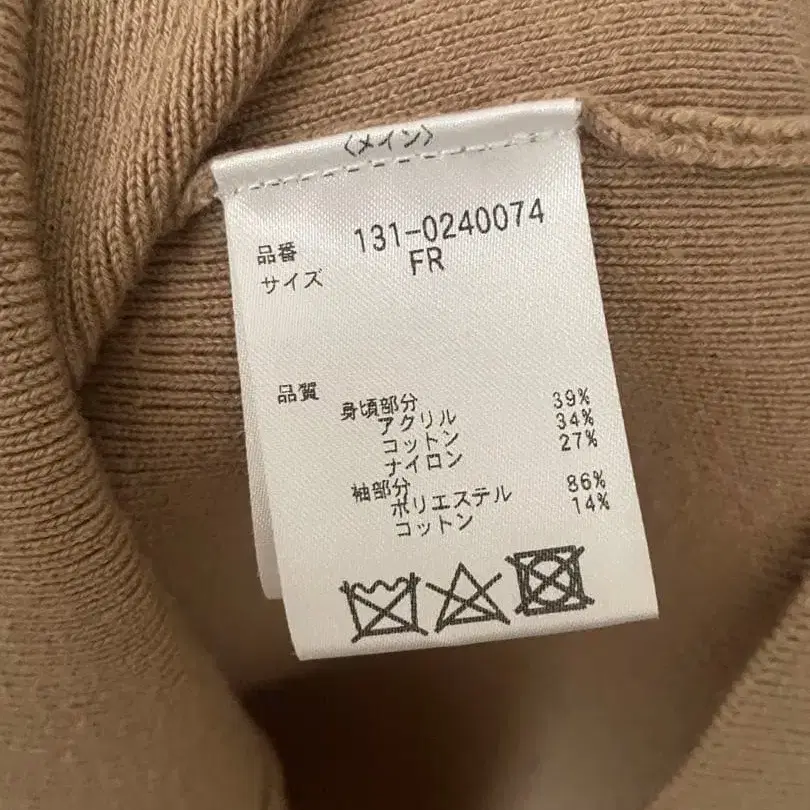 〈メイン〉
品番 131-0240074
サイズ FR
品質 身頃部分
アクリル 39%
コットン 34%
ナイロン 27%
袖部分
ポリエステル 86%
コットン 14%